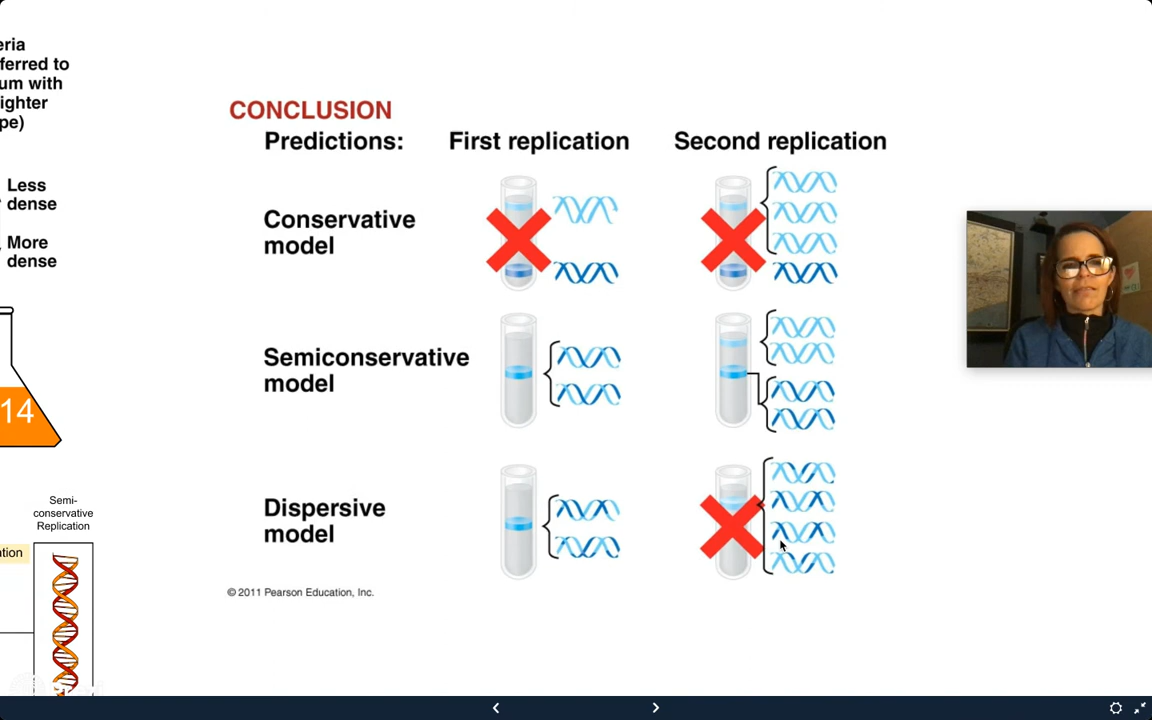 eria
ferred to
um with
ighter
pe)
Less
dense
More
dense
14
Semi-
conservative
Replication
ation
CONCLUSION
Predictions: First replication Second replication
Conservative
model
Semiconservative
model
Dispersive
model
© 2011 Pearson Education, Inc.